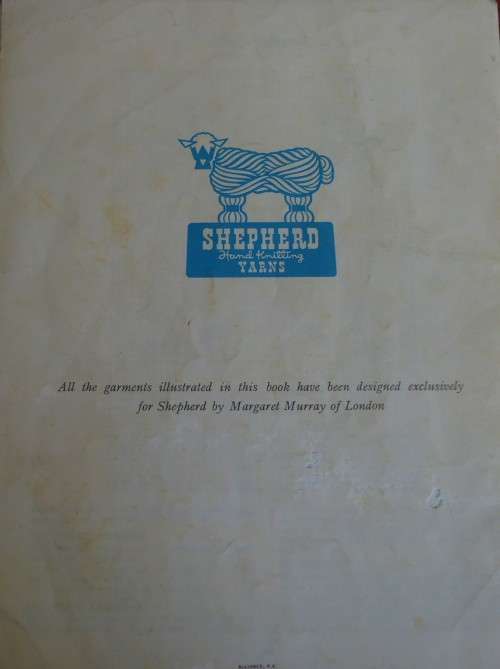 SHEPHERD
Hand Knitting
YARNS
All the garments illustrated in this book have been designed exclusively
for Shepherd by Margaret Murray of London